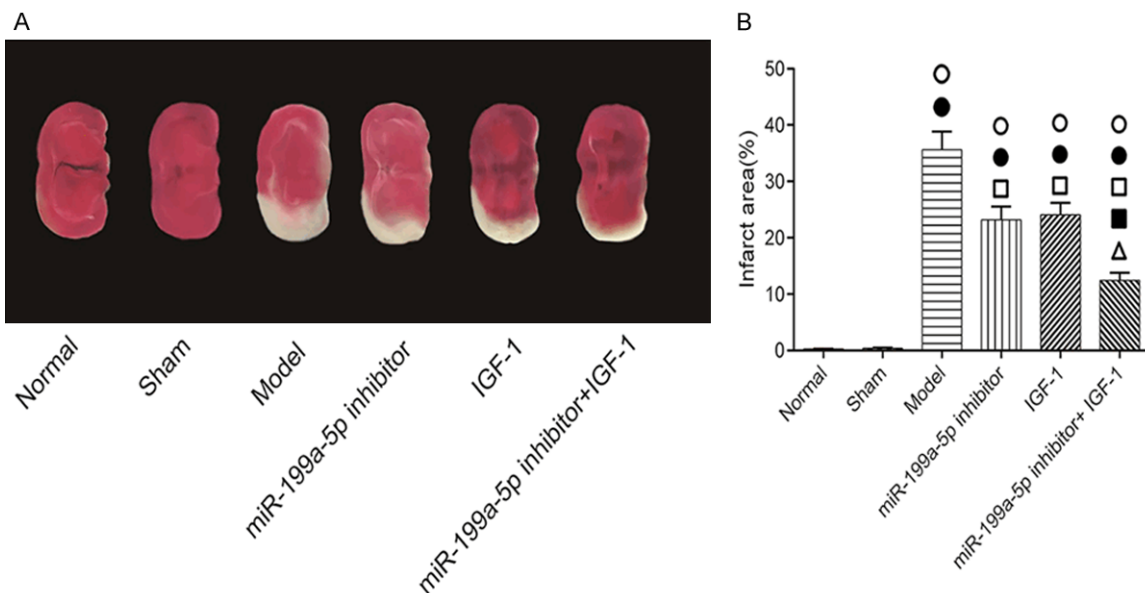 A
Normal
Sham
Model
miR-199a-5p inhibitor
IGF-1
miR-199a-5p inhibitor+IGF-1
B
Infarct area(%)
50
40
30
20
10
0
Normal
Sham
Model
miR-199a-5p inhibitor
IGF-1
miR-199a-5p inhibitor+ IGF-1